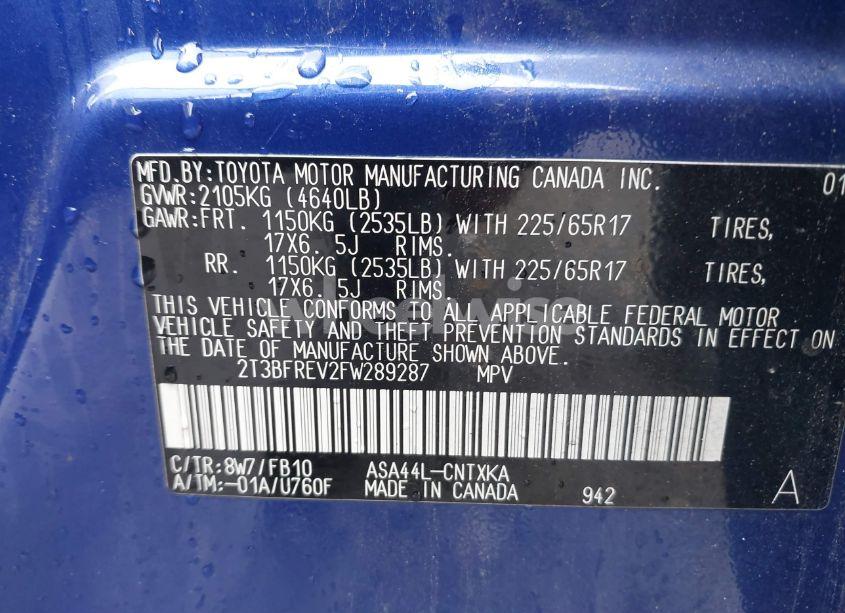 MFD.BY:TOYOTA MOTOR MANUFACTURING CANADA INC. 01
GVWR:2105KG (4640LB)
GAWR:FRT. 1150KG (2535LB) WITH 225/65R17 TIRES,
17X6. 5J RIMS.
RR. 1150KG (2535LB) WITH 225/65R17 TIRES,
17X6. 5J RIMS.
THIS VEHICLE CONFORMS TO ALL APPLICABLE FEDERAL MOTOR
VEHICLE SAFETY AND THEFT PREVENTION STANDARDS IN EFFECT ON
THE DATE OF MANUFACTURE SHOWN ABOVE.
2T3BFREV2FW289287 MPV
C/TR:8W7/FB10 ASA44L-CNTXKA
A/TM:-01A/U760F MADE IN CANADA 942 A